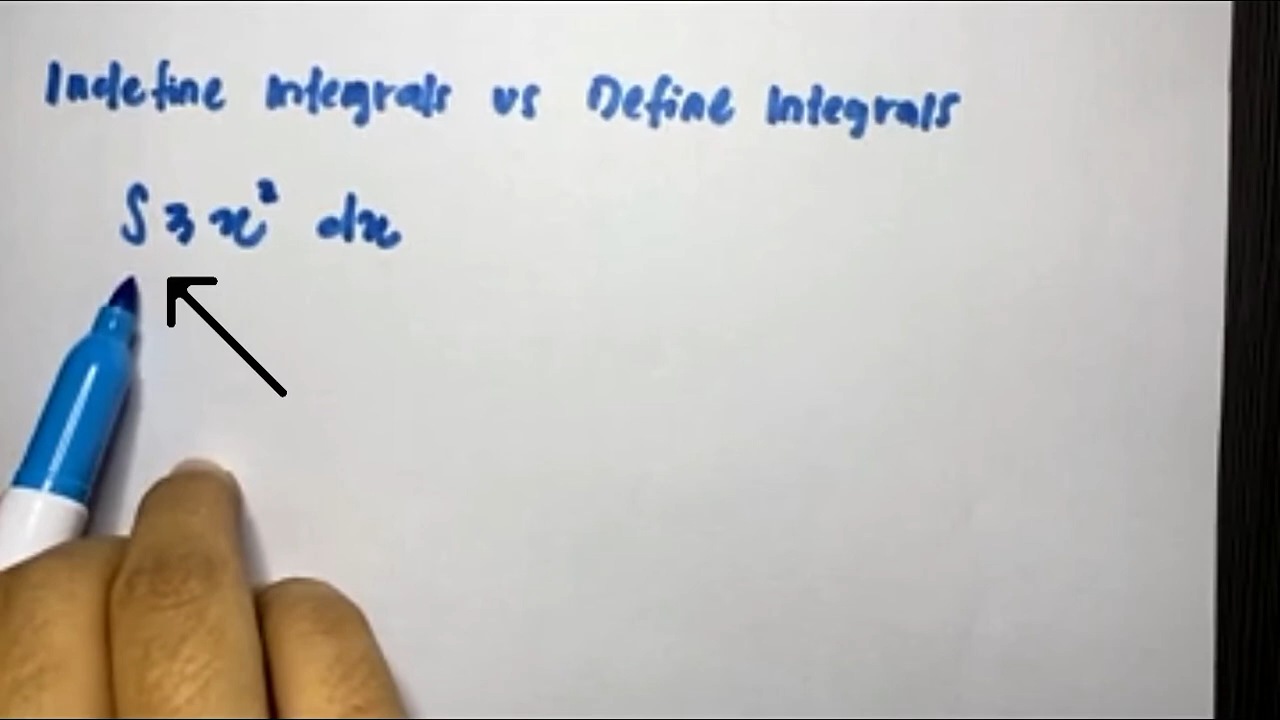 Indefine Integrals vs Define Integrals
∫3x² dx